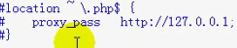 #location ~ \.php$ {
#    proxy_pass   http://127.0.0.1;
#}